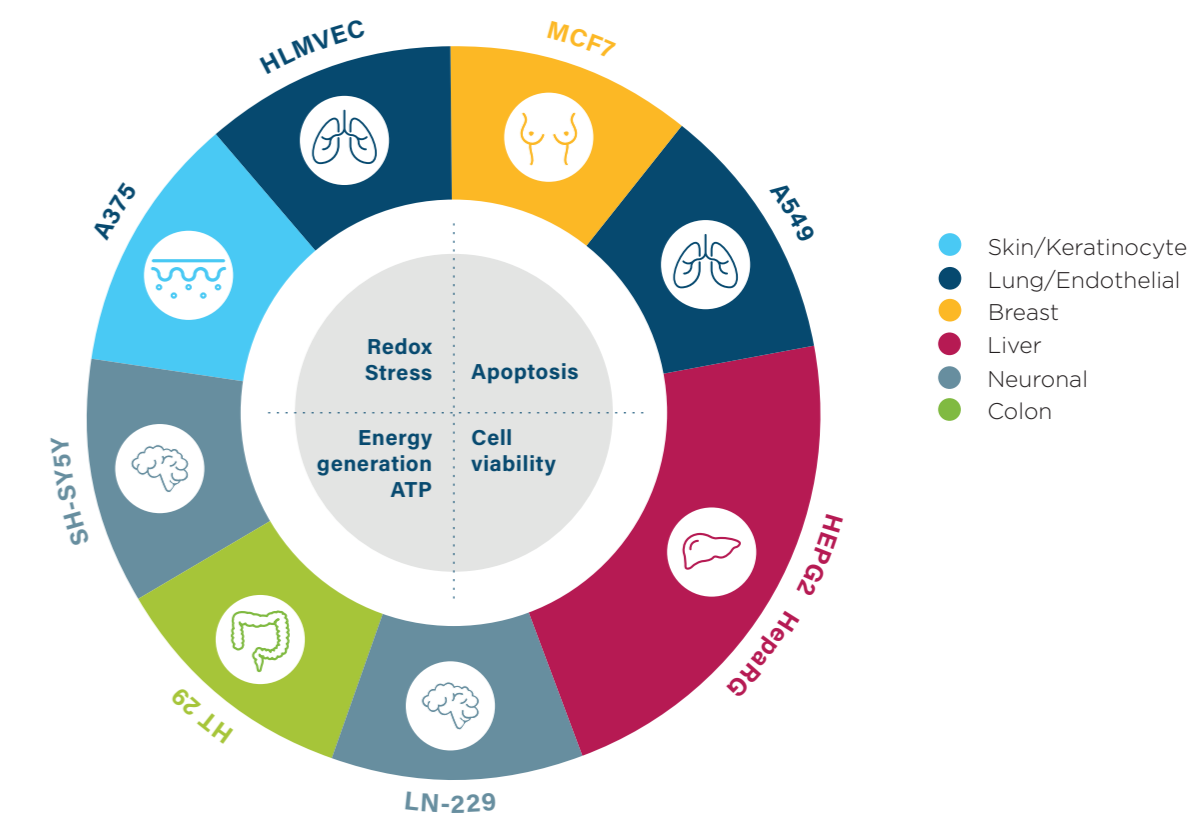 HLMVEC
MCF7
A549
HEPG2 HepaRG
LN-229
HT 29
SH-SY5Y
A375
Redox
Stress
Apoptosis
Energy
generation
ATP
Cell
viability
Skin/Keratinocyte
Lung/Endothelial
Breast
Liver
Neuronal
Colon